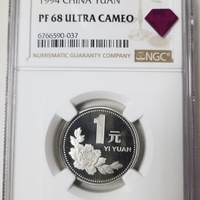 1994 CHINA YUAN
PF 68 ULTRA CAMEO
6766590-037
NUMISMATIC GUARANTY COMPANY
NGC
1
元
YI YUAN